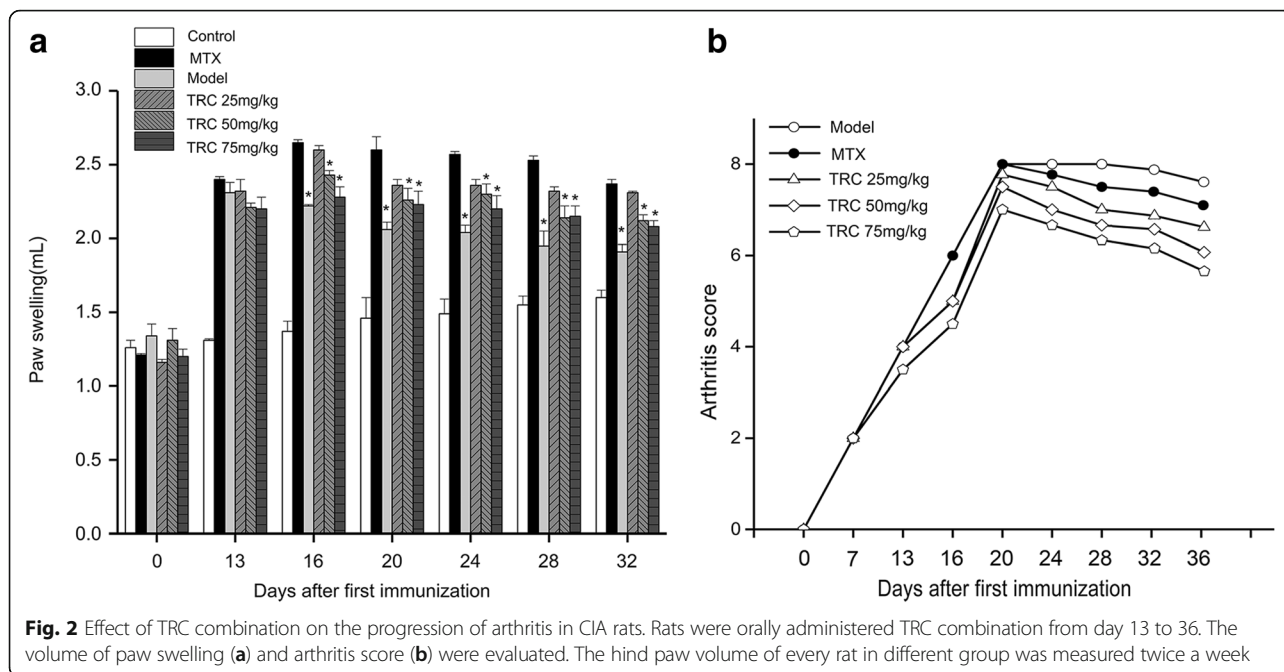 a
Control
MTX
Model
TRC 25mg/kg
TRC 50mg/kg
TRC 75mg/kg
3.0
2.5
2.0
1.5
1.0
0.5
0.0
Paw swelling(mL)
* * * * * * * * * * * * * * *
0 13 16 20 24 28 32
Days after first immunization
b
Model
MTX
TRC 25mg/kg
TRC 50mg/kg
TRC 75mg/kg
8
6
4
2
0
Arthritis score
0 7 13 16 20 24 28 32 36
Days after first immunization
Fig. 2 Effect of TRC combination on the progression of arthritis in CIA rats. Rats were orally administered TRC combination from day 13 to 36. The
volume of paw swelling (a) and arthritis score (b) were evaluated. The hind paw volume of every rat in different group was measured twice a week